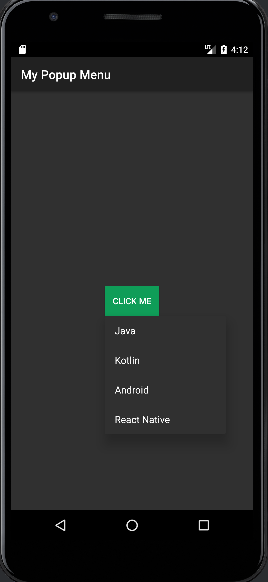 4:12
My Popup Menu
CLICK ME
Java
Kotlin
Android
React Native